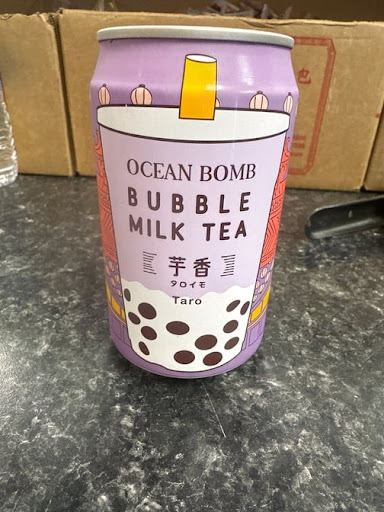 OCEAN BOMB
BUBBLE
MILK TEA
芋香
タロイモ
Taro